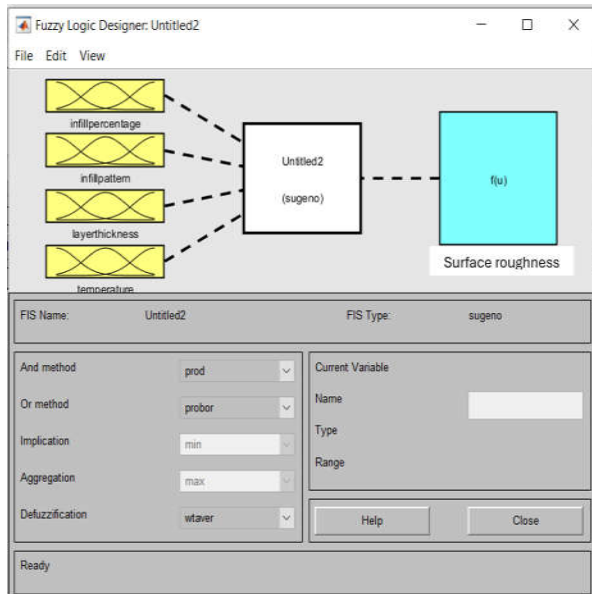 Fuzzy Logic Designer: Untitled2
File Edit View
infillpercentage
infillpattern
layerthickness
temperature
Untitled2
(sugeno)
f(u)
Surface roughness
FIS Name: Untitled2 FIS Type: sugeno
And method prod
Or method probor
Implication min
Aggregation max
Defuzzification wtaver
Current Variable
Name
Type
Range
Help Close
Ready